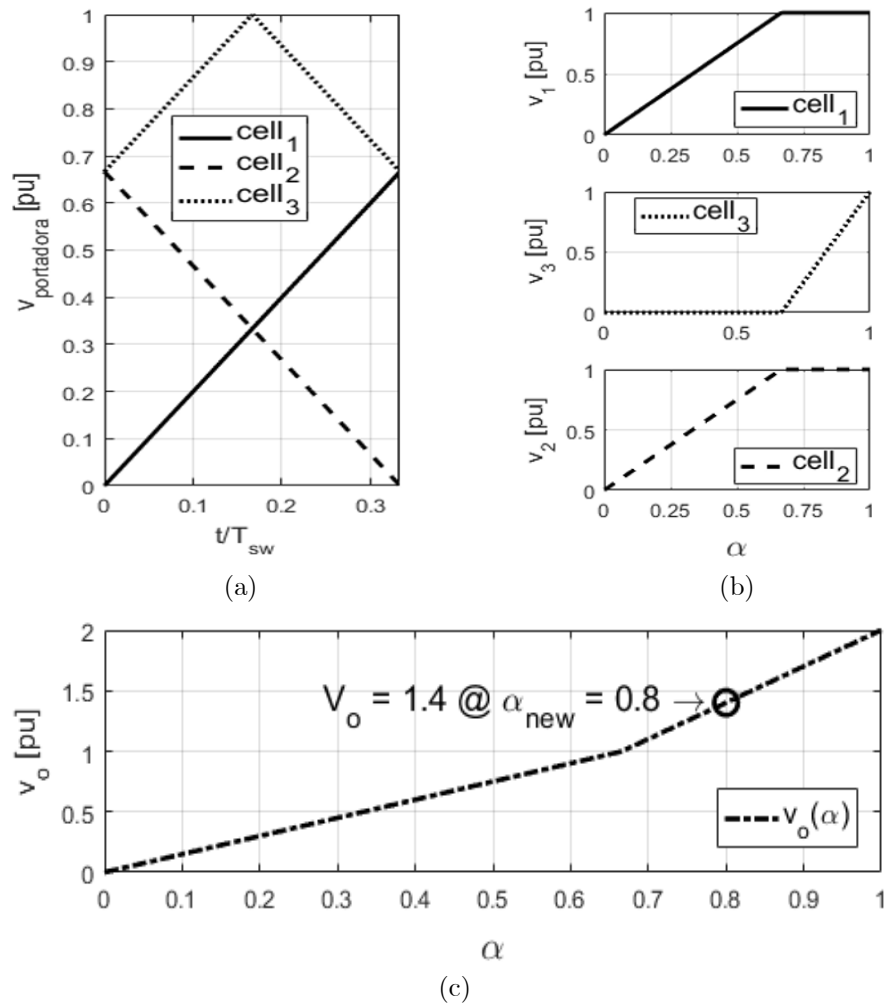 1
0.9
0.8
0.7
0.6
0.5
0.4
0.3
0.2
0.1
0
v_portadora [pu]
cell_1
cell_2
cell_3
0 0.1 0.2 0.3
t/T_sw
(a)
1
0.5
0
v_1 [pu]
cell_1
0 0.25 0.5 0.75 1
1
0.5
0
v_3 [pu]
cell_3
0 0.5 0.75 1
1
0.5
0
v_2 [pu]
cell_2
0 0.25 0.5 0.75 1
α
(b)
2
1.5
1
0.5
0
v_o [pu]
V_o = 1.4 @ α_new = 0.8 →
v_o(α)
0 0.1 0.2 0.3 0.4 0.5 0.6 0.7 0.8 0.9 1
α
(c)